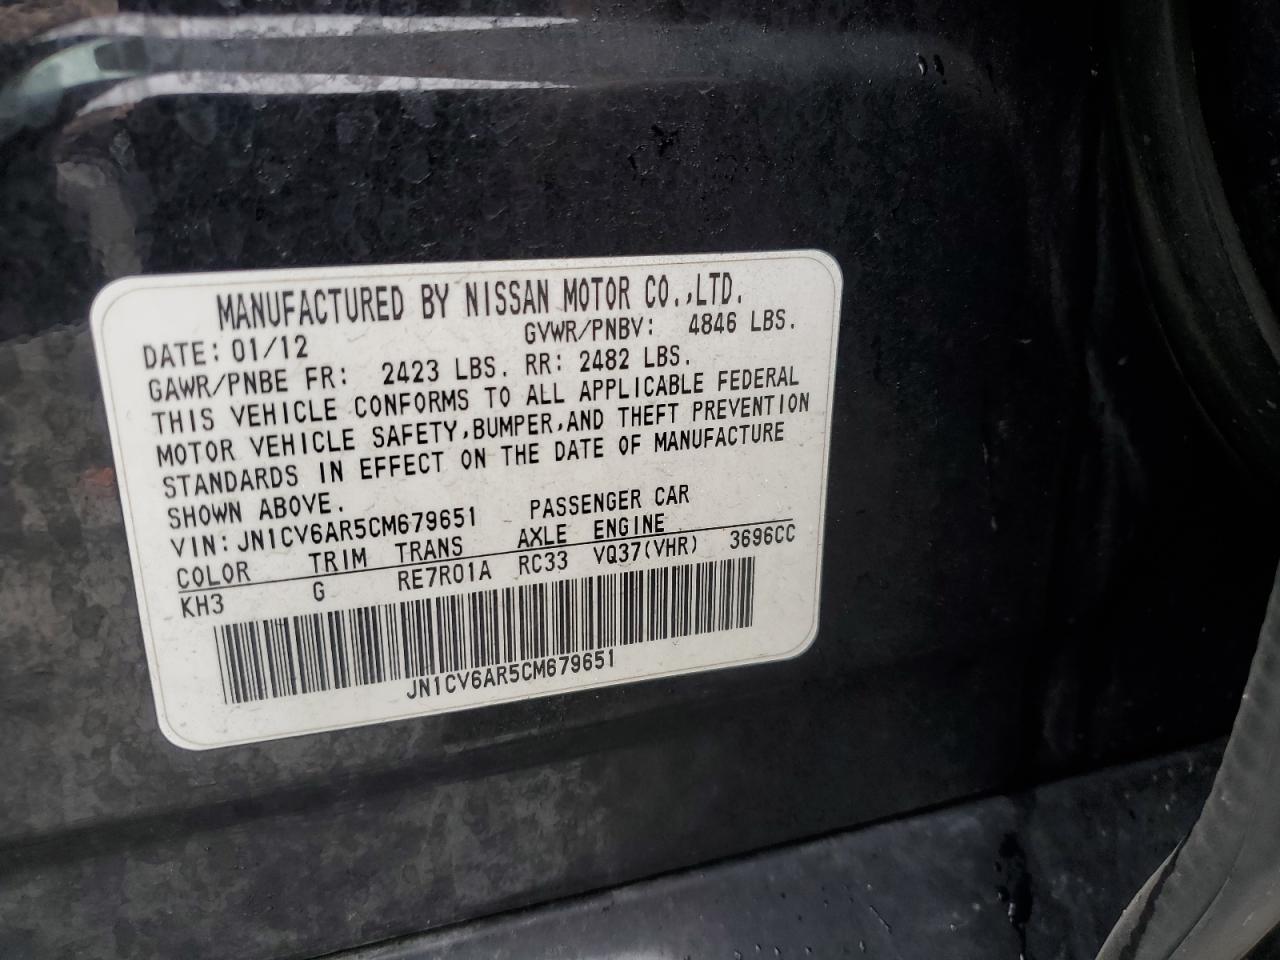 MANUFACTURED BY NISSAN MOTOR CO.,LTD.
DATE: 01/12 GVWR/PNBV: 4846 LBS.
GAWR/PNBE FR: 2423 LBS. RR: 2482 LBS.
THIS VEHICLE CONFORMS TO ALL APPLICABLE FEDERAL
MOTOR VEHICLE SAFETY,BUMPER,AND THEFT PREVENTION
STANDARDS IN EFFECT ON THE DATE OF MANUFACTURE
SHOWN ABOVE.
VIN: JN1CV6AR5CM679651 PASSENGER CAR
COLOR TRIM TRANS AXLE ENGINE
KH3 G RE7R01A RC33 VQ37(VHR) 3696CC
JN1CV6AR5CM679651